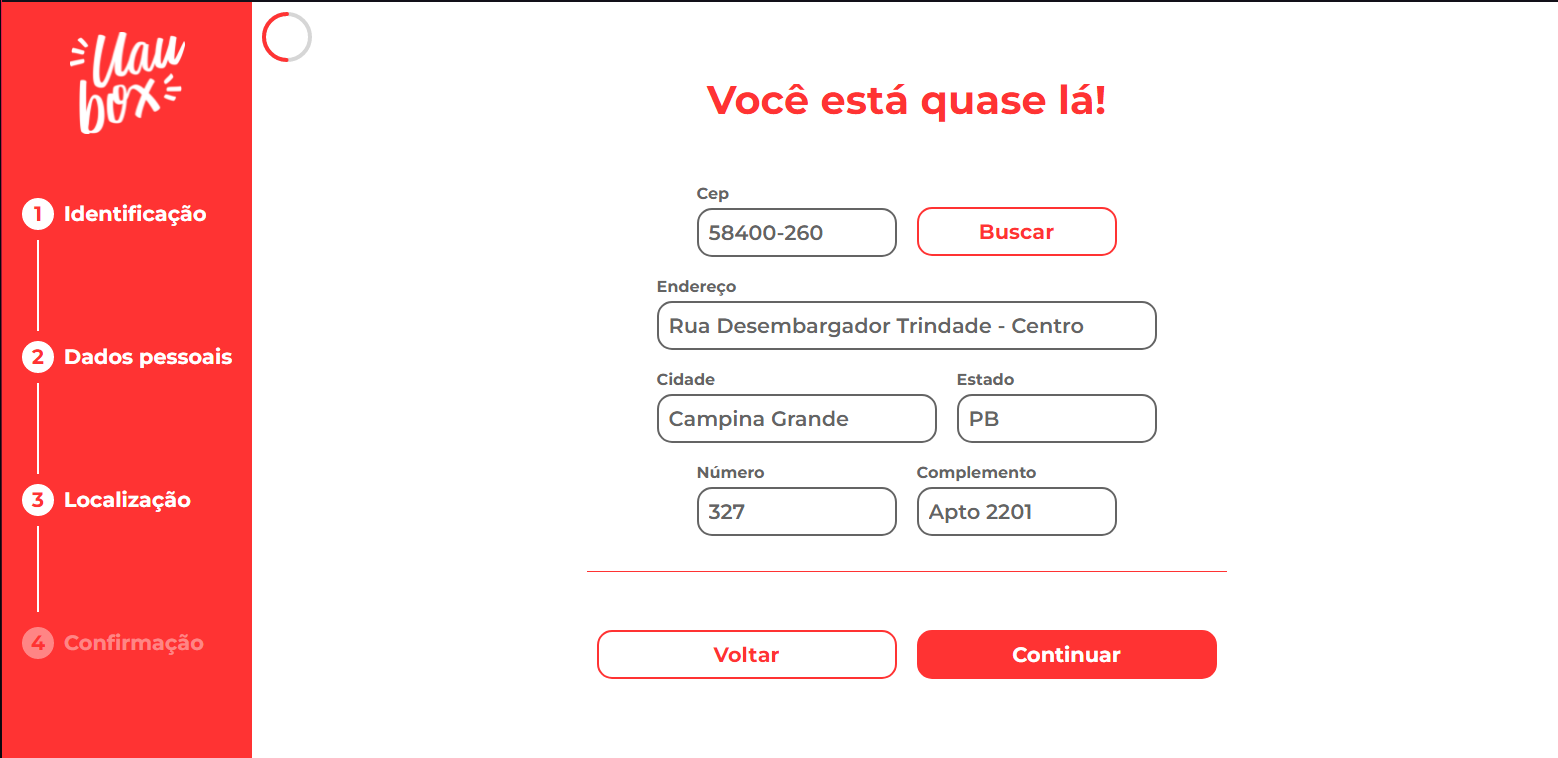 Uau
box
1 Identificação
2 Dados pessoais
3 Localização
4 Confirmação
Você está quase lá!
Cep
58400-260
Buscar
Endereço
Rua Desembargador Trindade - Centro
Cidade
Estado
Campina Grande
PB
Número
Complemento
327
Apto 2201
Voltar
Continuar